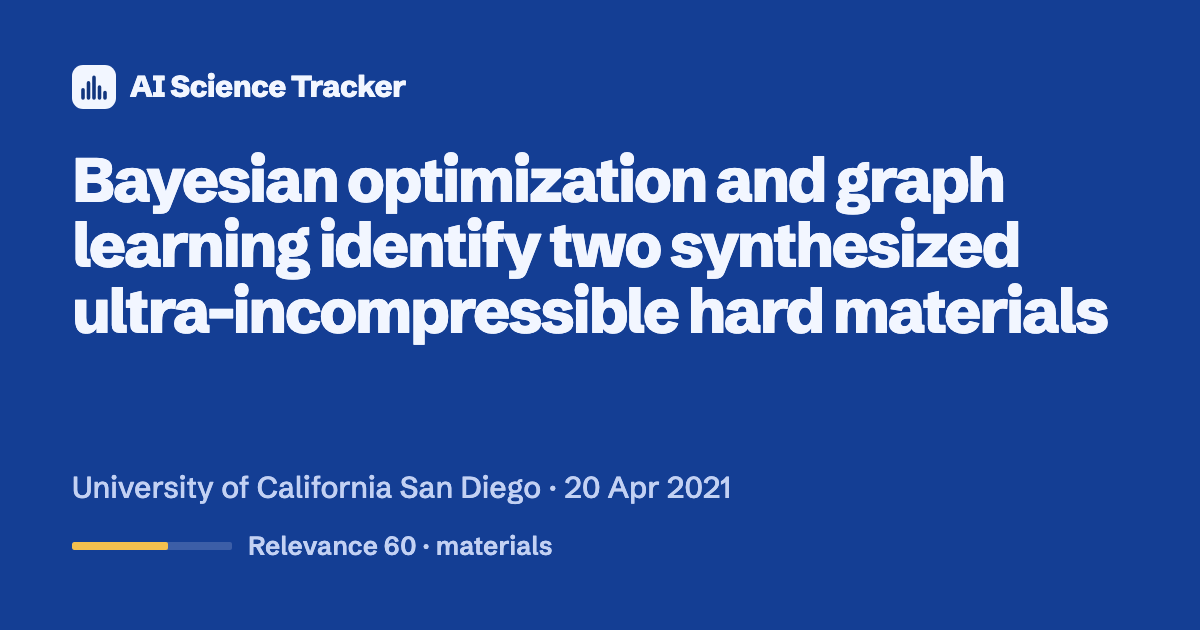 AI Science Tracker
Bayesian optimization and graph
learning identify two synthesized
ultra-incompressible hard materials
University of California San Diego · 20 Apr 2021
Relevance 60 · materials